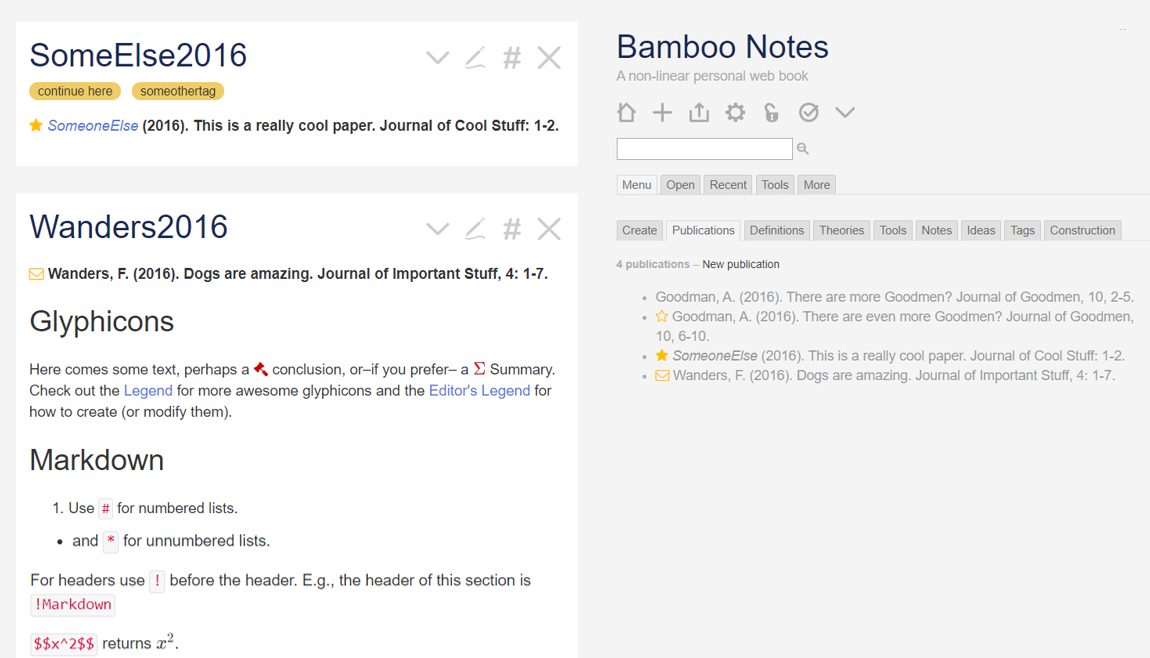 SomeElse2016
continue here someothertag
SomeoneElse (2016). This is a really cool paper. Journal of Cool Stuff: 1-2.
Wanders2016
Wanders, F. (2016). Dogs are amazing. Journal of Important Stuff, 4: 1-7.
Glyphicons
Here comes some text, perhaps a conclusion, or–if you prefer– a Σ Summary.
Check out the Legend for more awesome glyphicons and the Editor's Legend for
how to create (or modify them).
Markdown
1. Use # for numbered lists.
• and * for unnumbered lists.
For headers use ! before the header. E.g., the header of this section is
!Markdown
$$x^2$$ returns x².
Bamboo Notes
A non-linear personal web book
Menu Open Recent Tools More
Create Publications Definitions Theories Tools Notes Ideas Tags Construction
4 publications – New publication
• Goodman, A. (2016). There are more Goodmen? Journal of Goodmen, 10, 2-5.
• Goodman, A. (2016). There are even more Goodmen? Journal of Goodmen,
10, 6-10.
• SomeoneElse (2016). This is a really cool paper. Journal of Cool Stuff: 1-2.
• Wanders, F. (2016). Dogs are amazing. Journal of Important Stuff, 4: 1-7.